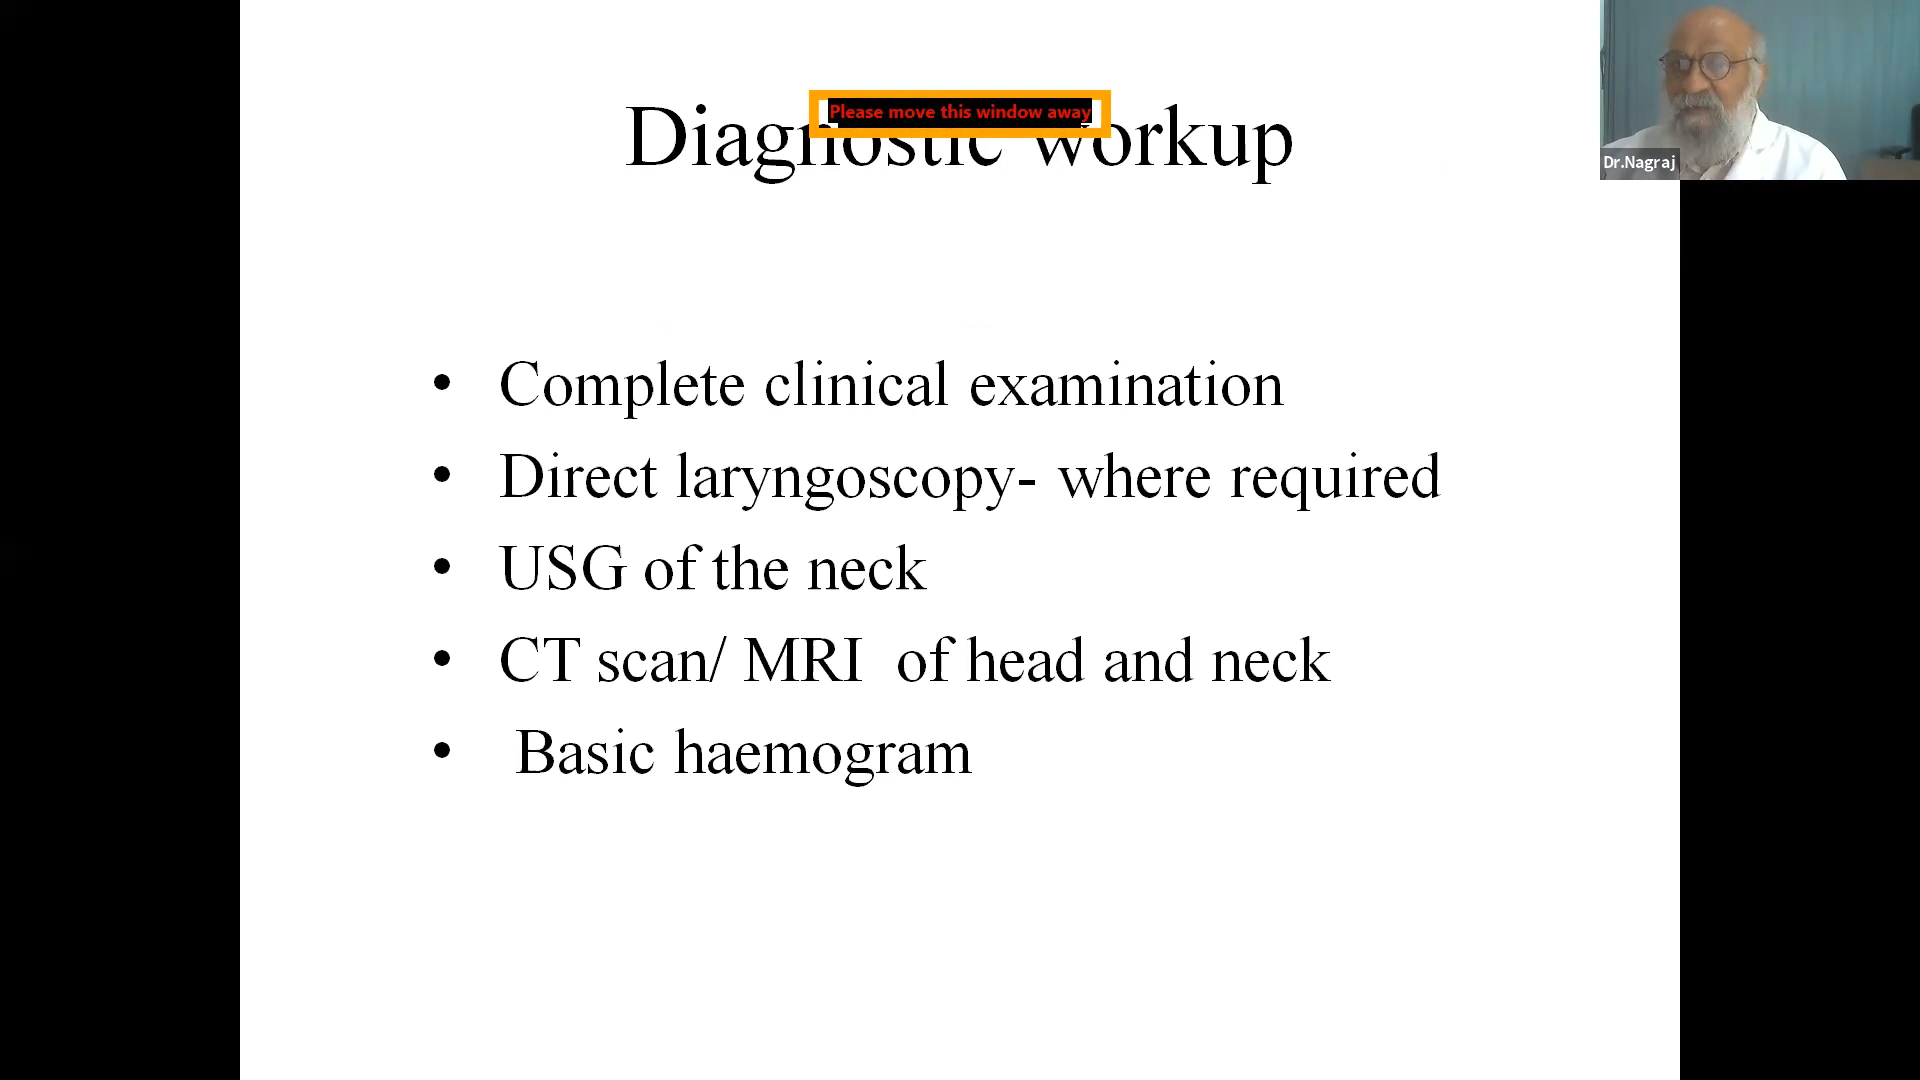 Please move this window away
Diagnostic workup
Dr.Nagraj
• Complete clinical examination
• Direct laryngoscopy- where required
• USG of the neck
• CT scan/ MRI of head and neck
• Basic haemogram